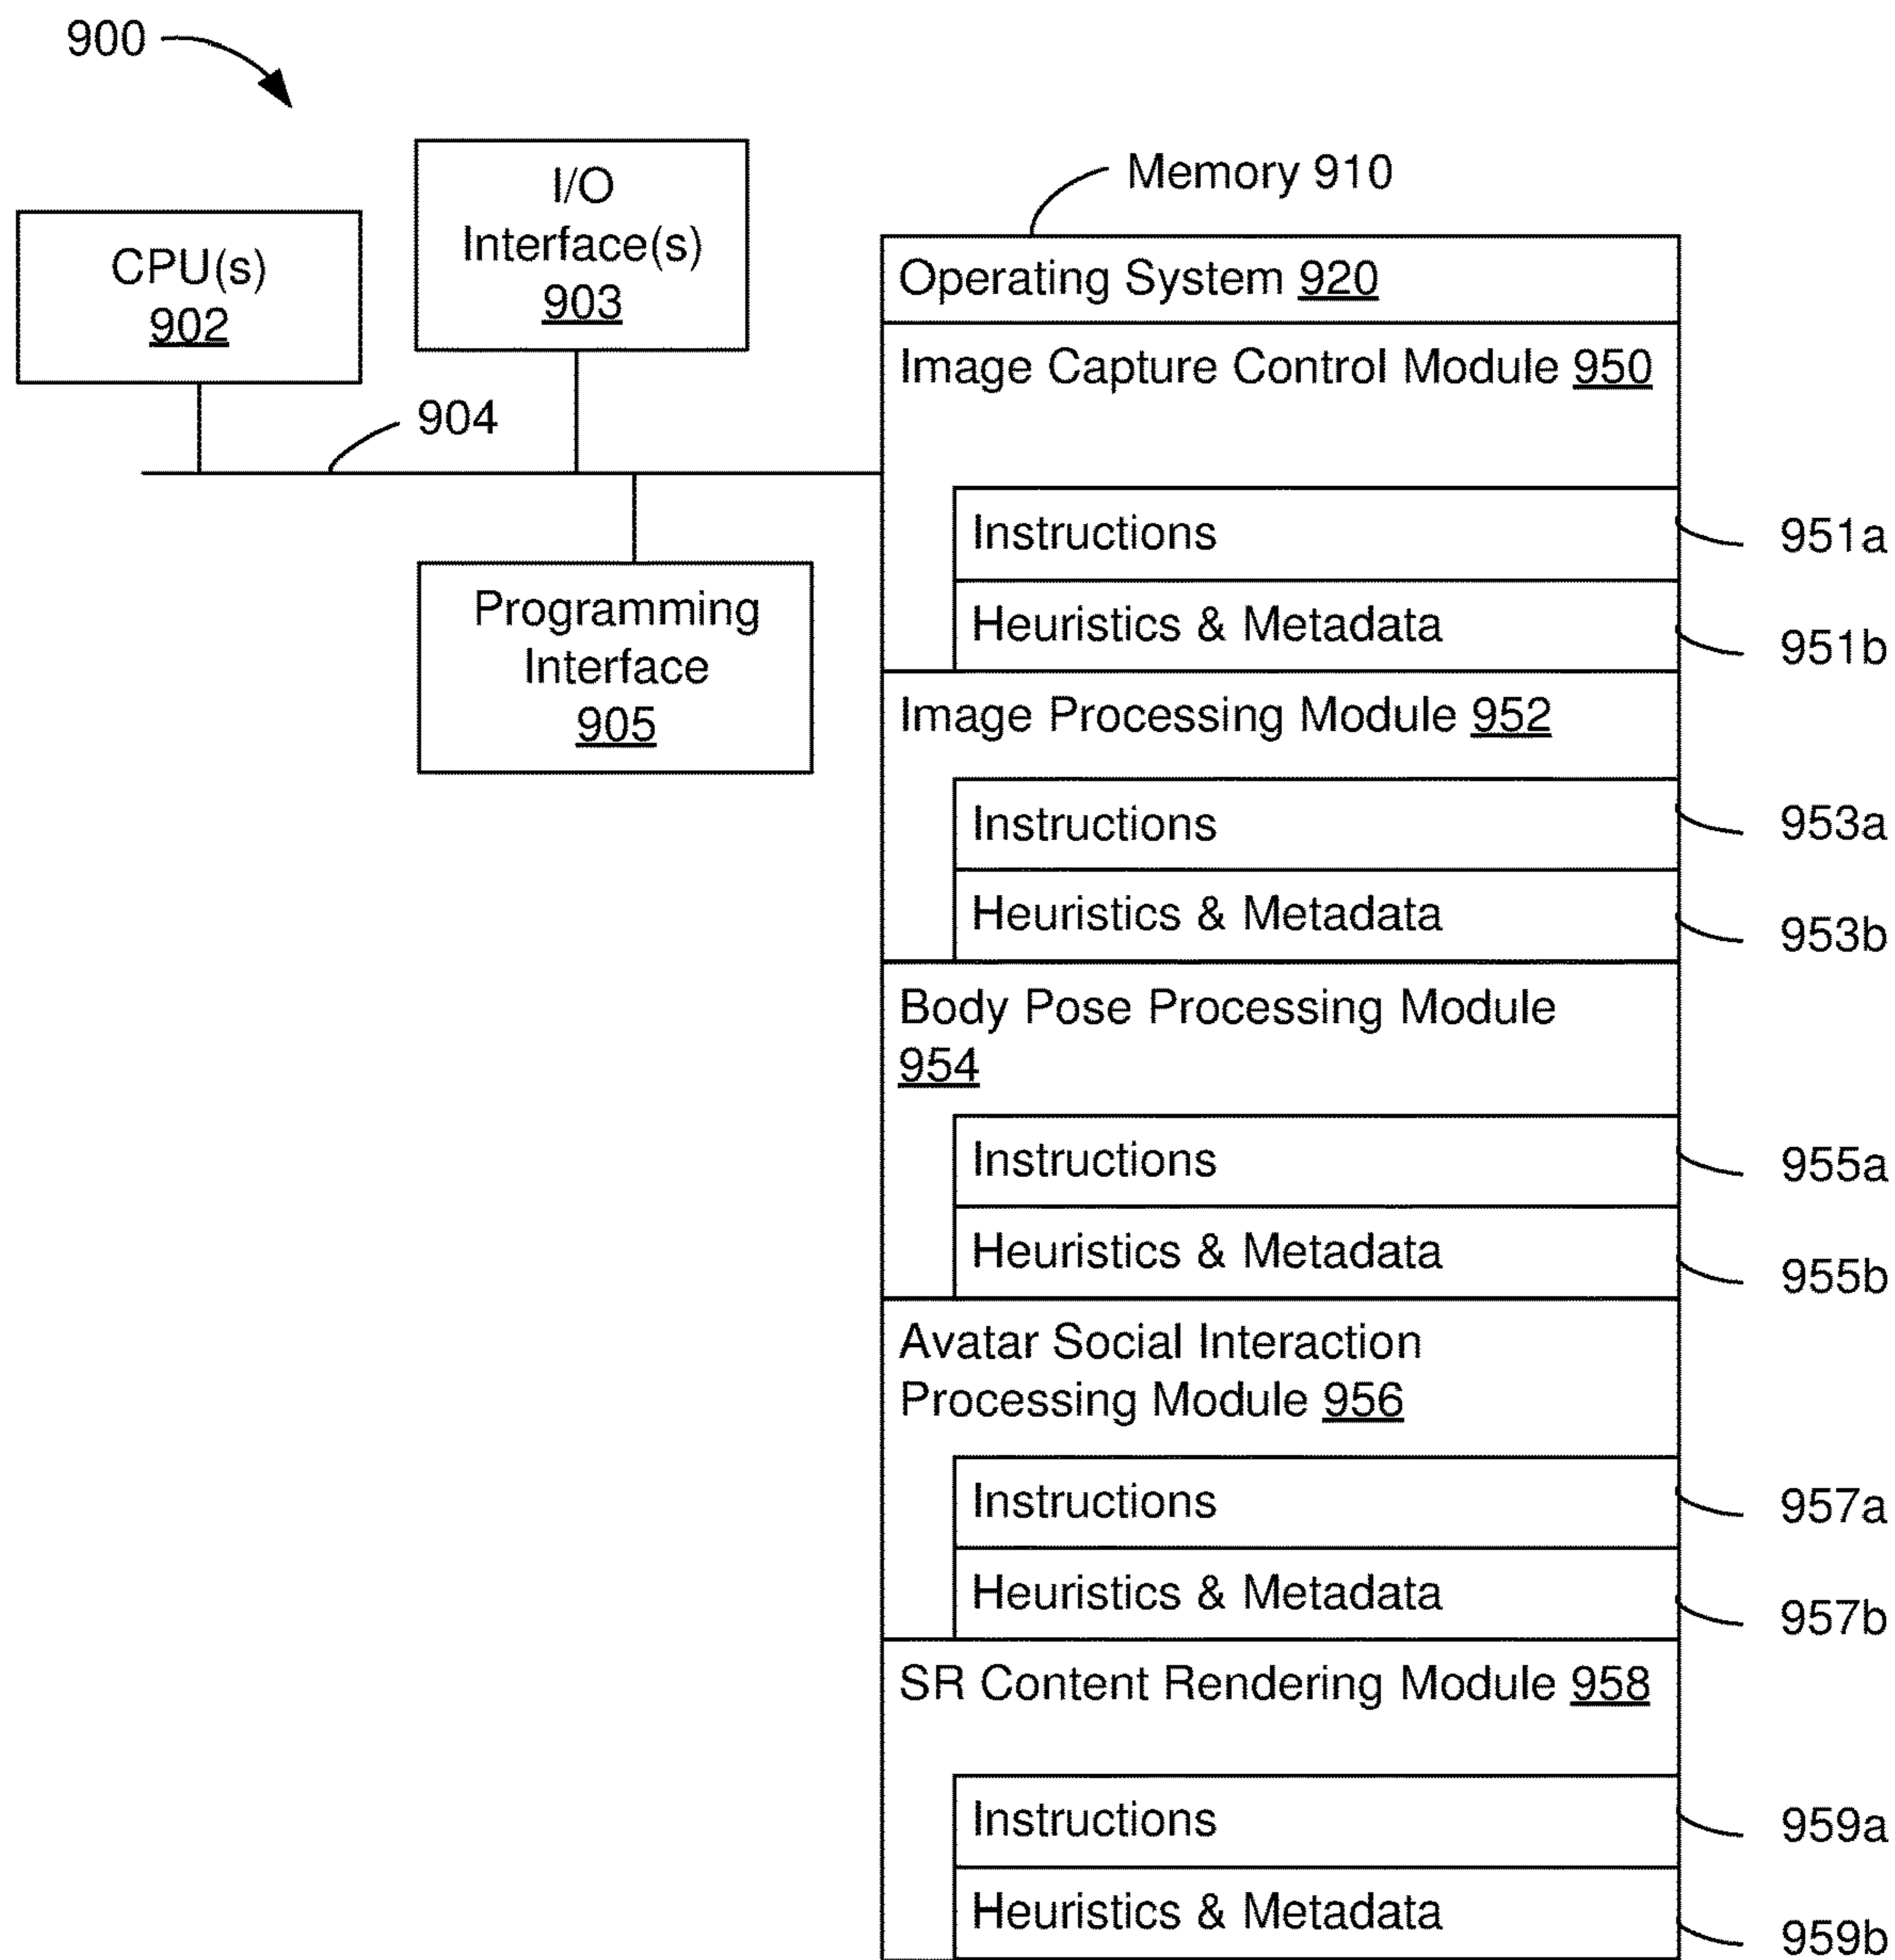 900
I/O
Interface(s)
903
CPU(s)
902
904
Programming
Interface
905
Memory 910
Operating System 920
Image Capture Control Module 950
Instructions
951a
Heuristics & Metadata
951b
Image Processing Module 952
Instructions
953a
Heuristics & Metadata
953b
Body Pose Processing Module
954
Instructions
955a
Heuristics & Metadata
955b
Avatar Social Interaction
Processing Module 956
Instructions
957a
Heuristics & Metadata
957b
SR Content Rendering Module 958
Instructions
959a
Heuristics & Metadata
959b